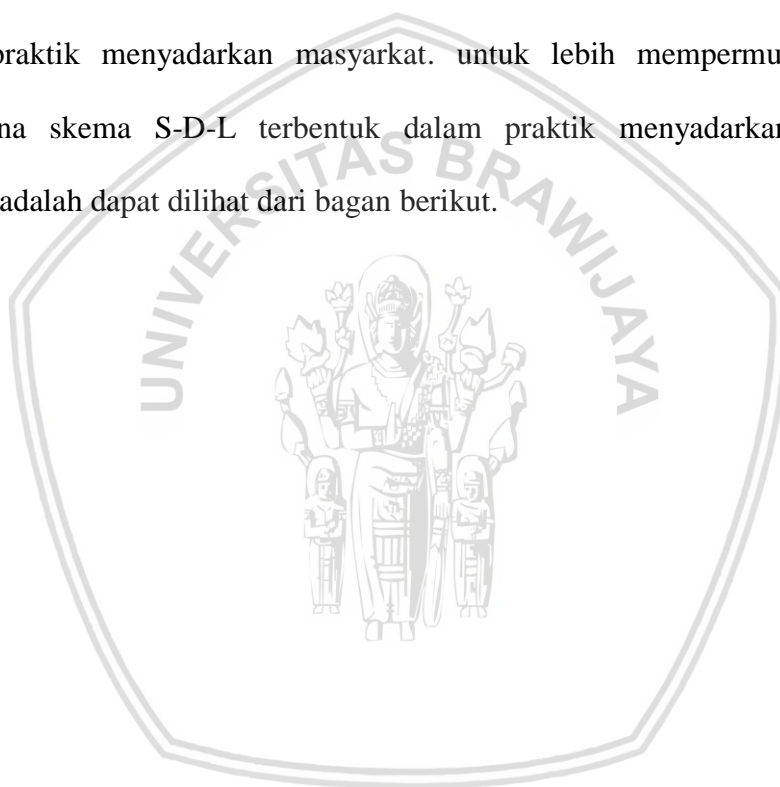 praktik menyadarkan masyarkat. untuk lebih mempermu
na skema S-D-L terbentuk dalam praktik menyadarkan
adalah dapat dilihat dari bagan berikut.
UNIVERSITAS BRAWIJAYA